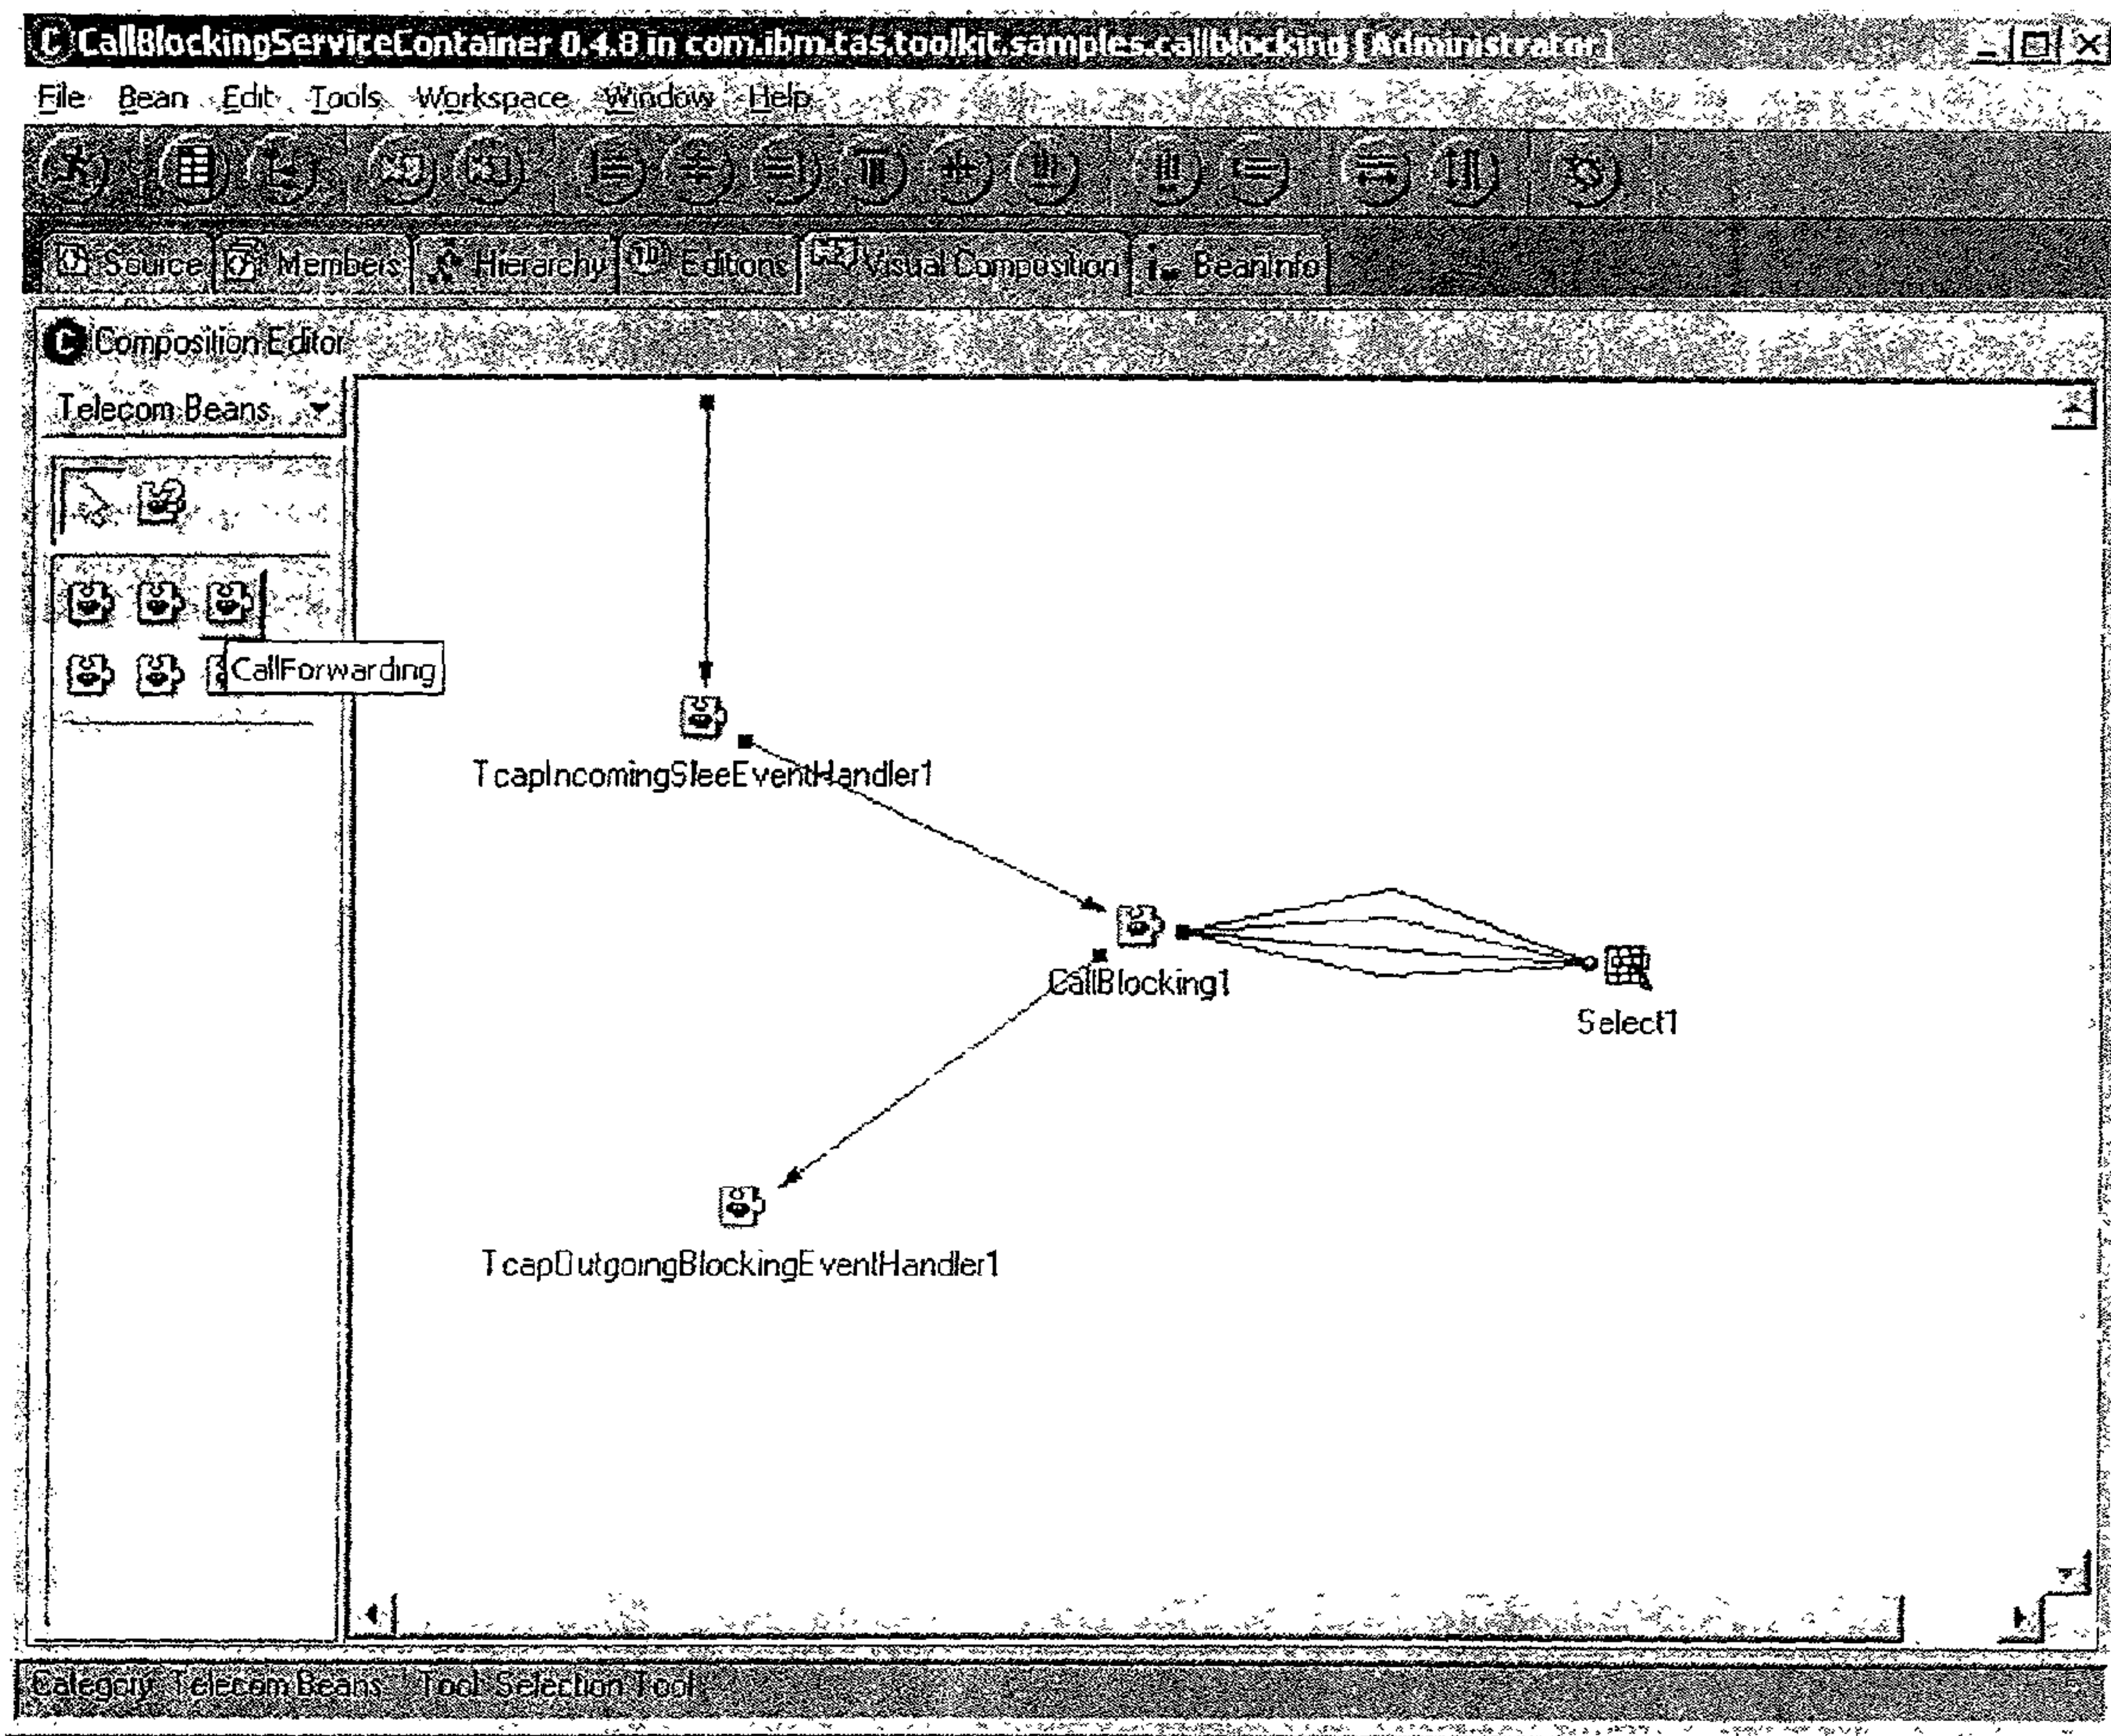 CallBlockingServiceContainer 0.4.8 in com.ibm.tas.toolkit.samples.callblocking [Administrator]
File Bean Edit Tools Workspace Window Help
Source Members Hierarchy Editions Visual Composition BeanInfo
Composition Editor
Telecom Beans
CallForwarding
TcapIncomingSleeEventHandler1
CallBlocking1
Select1
TcapOutgoingBlockingEventHandler1
Category: Telecom Beans Tool: Selection Tool